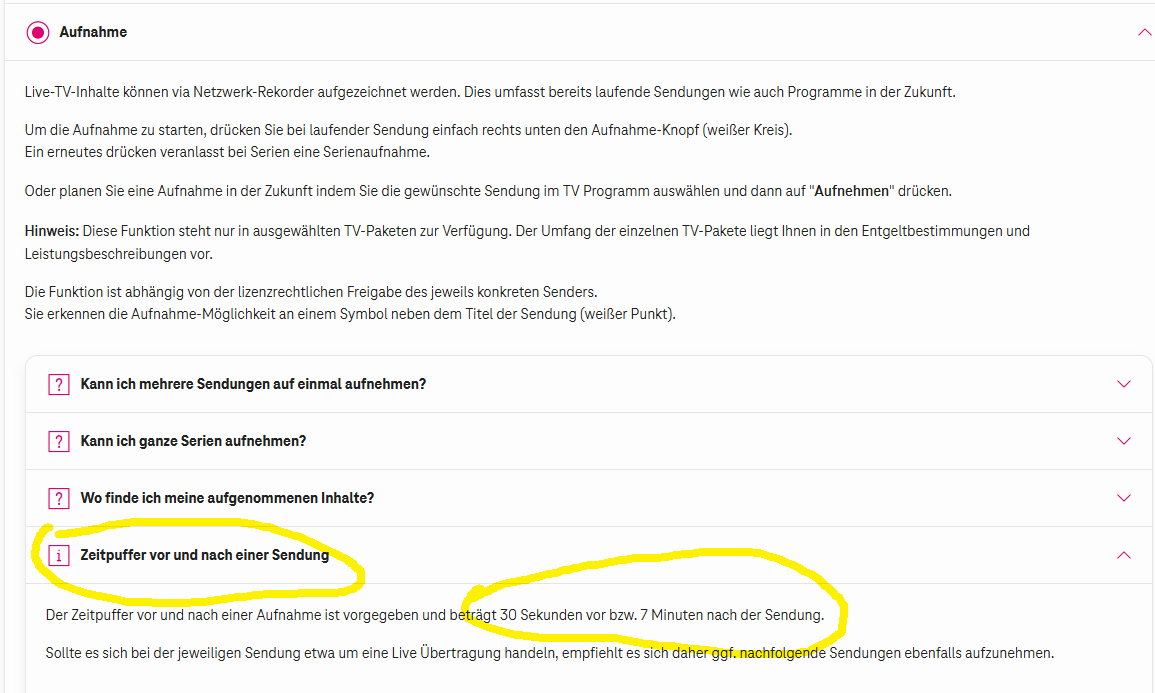 Aufnahme
Live-TV-Inhalte können via Netzwerk-Rekorder aufgezeichnet werden. Dies umfasst bereits laufende Sendungen wie auch Programme in der Zukunft.
Um die Aufnahme zu starten, drücken Sie bei laufender Sendung einfach rechts unten den Aufnahme-Knopf (weißer Kreis).
Ein erneutes drücken veranlasst bei Serien eine Serienaufnahme.
Oder planen Sie eine Aufnahme in der Zukunft indem Sie die gewünschte Sendung im TV Programm auswählen und dann auf "Aufnehmen" drücken.
Hinweis: Diese Funktion steht nur in ausgewählten TV-Paketen zur Verfügung. Der Umfang der einzelnen TV-Pakete liegt Ihnen in den Entgeltbestimmungen und
Leistungsbeschreibungen vor.
Die Funktion ist abhängig von der lizenzrechtlichen Freigabe des jeweils konkreten Senders.
Sie erkennen die Aufnahme-Möglichkeit an einem Symbol neben dem Titel der Sendung (weißer Punkt).
? Kann ich mehrere Sendungen auf einmal aufnehmen?
? Kann ich ganze Serien aufnehmen?
? Wo finde ich meine aufgenommenen Inhalte?
i Zeitpuffer vor und nach einer Sendung
Der Zeitpuffer vor und nach einer Aufnahme ist vorgegeben und beträgt 30 Sekunden vor bzw. 7 Minuten nach der Sendung.
Sollte es sich bei der jeweiligen Sendung etwa um eine Live Übertragung handeln, empfiehlt es sich daher ggf. nachfolgende Sendungen ebenfalls aufzunehmen.